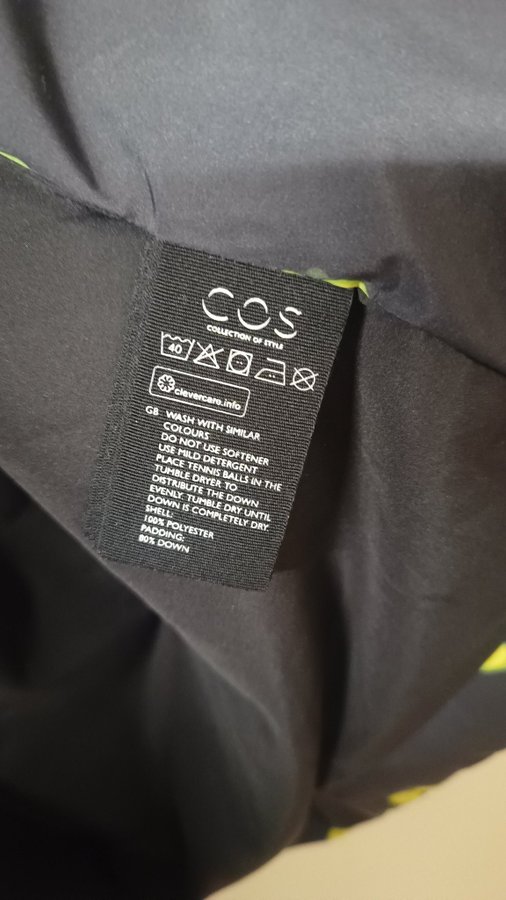 COS
COLLECTION OF STYLE
40
clevercare.info
GB WASH WITH SIMILAR
COLOURS
DO NOT USE SOFTENER
USE MILD DETERGENT
PLACE TENNIS BALLS IN THE
TUMBLE DRYER TO
DISTRIBUTE THE DOWN
EVENLY. TUMBLE DRY UNTIL
DOWN IS COMPLETELY DRY
SHELL:
100% POLYESTER
PADDING:
80% DOWN